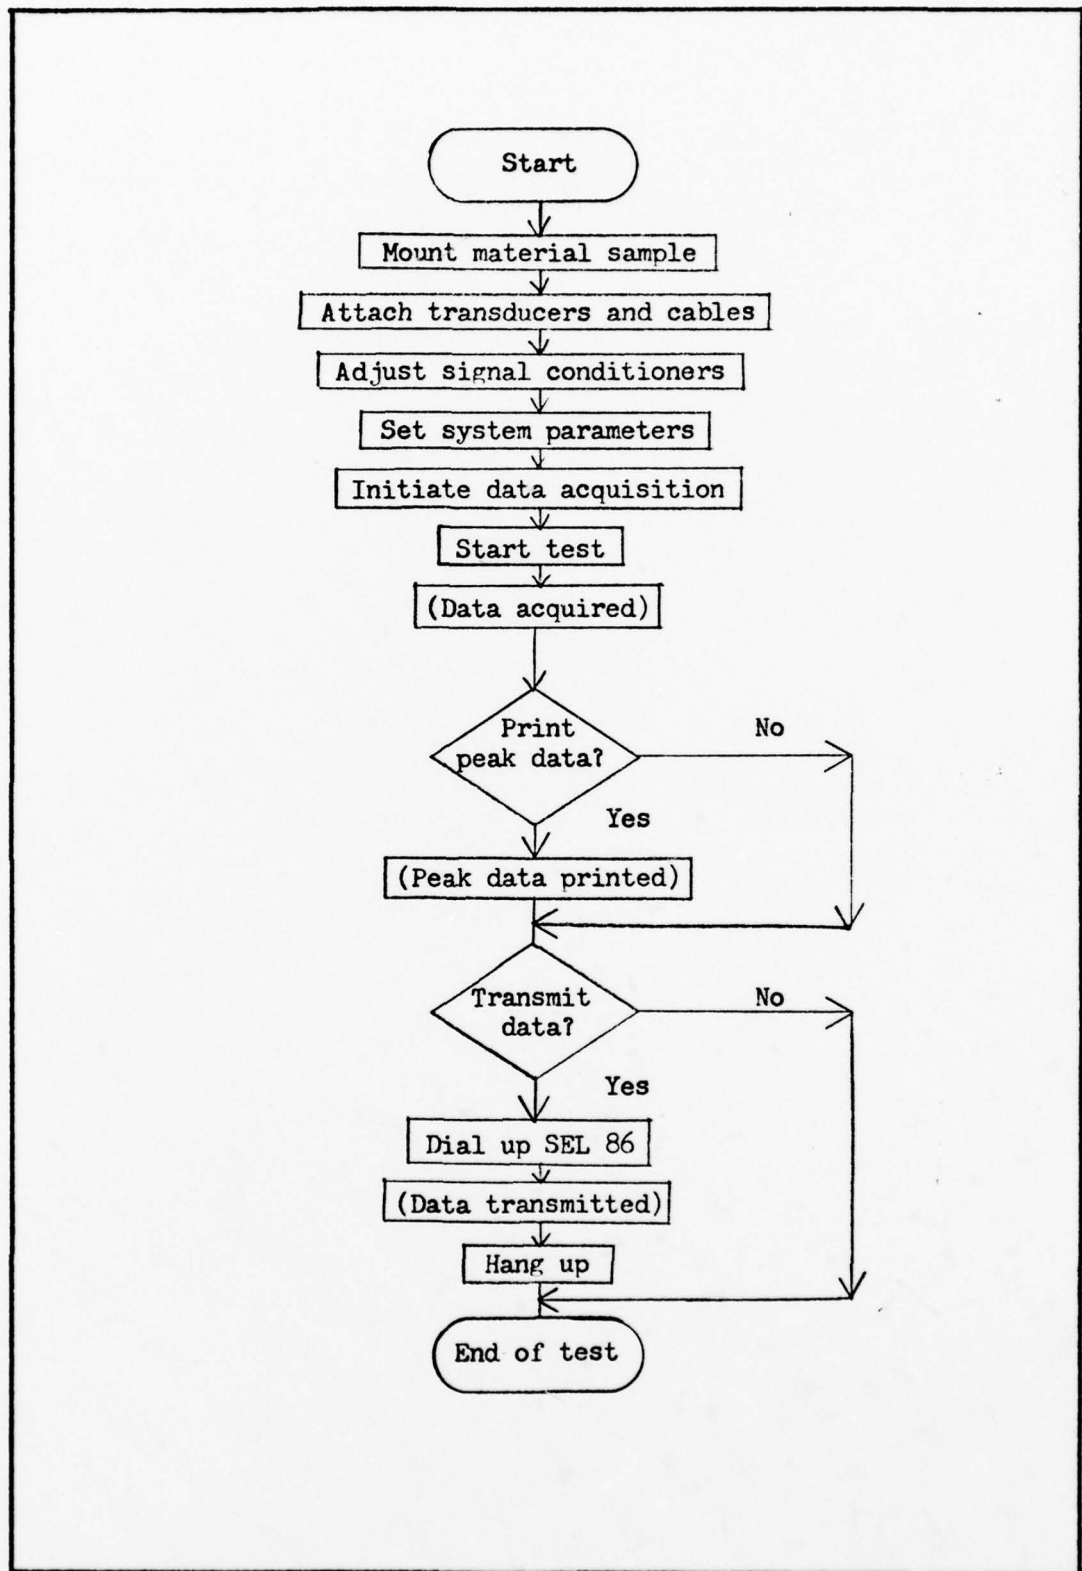 Start
Mount material sample
Attach transducers and cables
Adjust signal conditioners
Set system parameters
Initiate data acquisition
Start test
(Data acquired)
Print
peak data?
No
Yes
(Peak data printed)
Transmit
data?
No
Yes
Dial up SEL 86
(Data transmitted)
Hang up
End of test